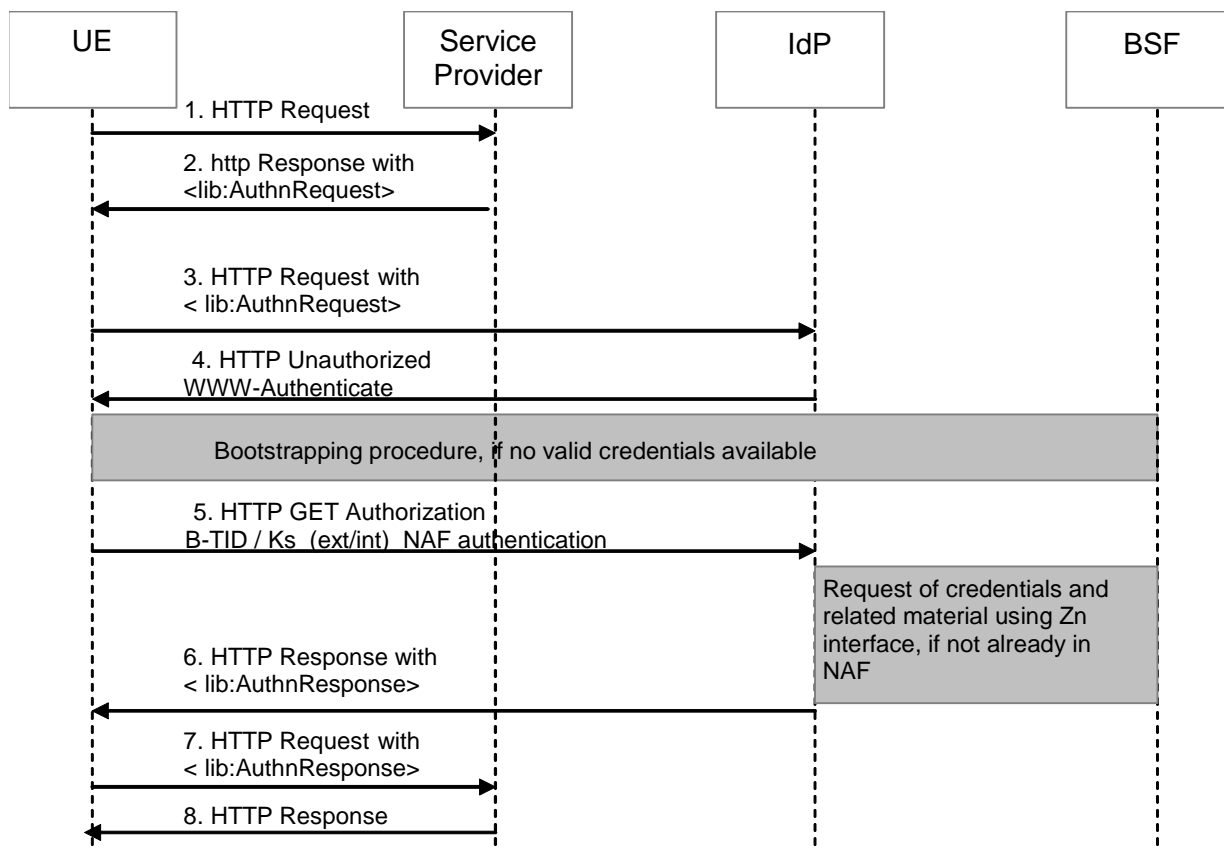 UE
Service
Provider
IdP
BSF
1. HTTP Request
2. http Response with
<lib:AuthnRequest>
3. HTTP Request with
< lib:AuthnRequest>
4. HTTP Unauthorized
WWW-Authenticate
Bootstrapping procedure, if no valid credentials available
5. HTTP GET Authorization
B-TID / Ks_(ext/int)_NAF authentication
Request of credentials and
related material using Zn
interface, if not already in
NAF
6. HTTP Response with
< lib:AuthnResponse>
7. HTTP Request with
< lib:AuthnResponse>
8. HTTP Response